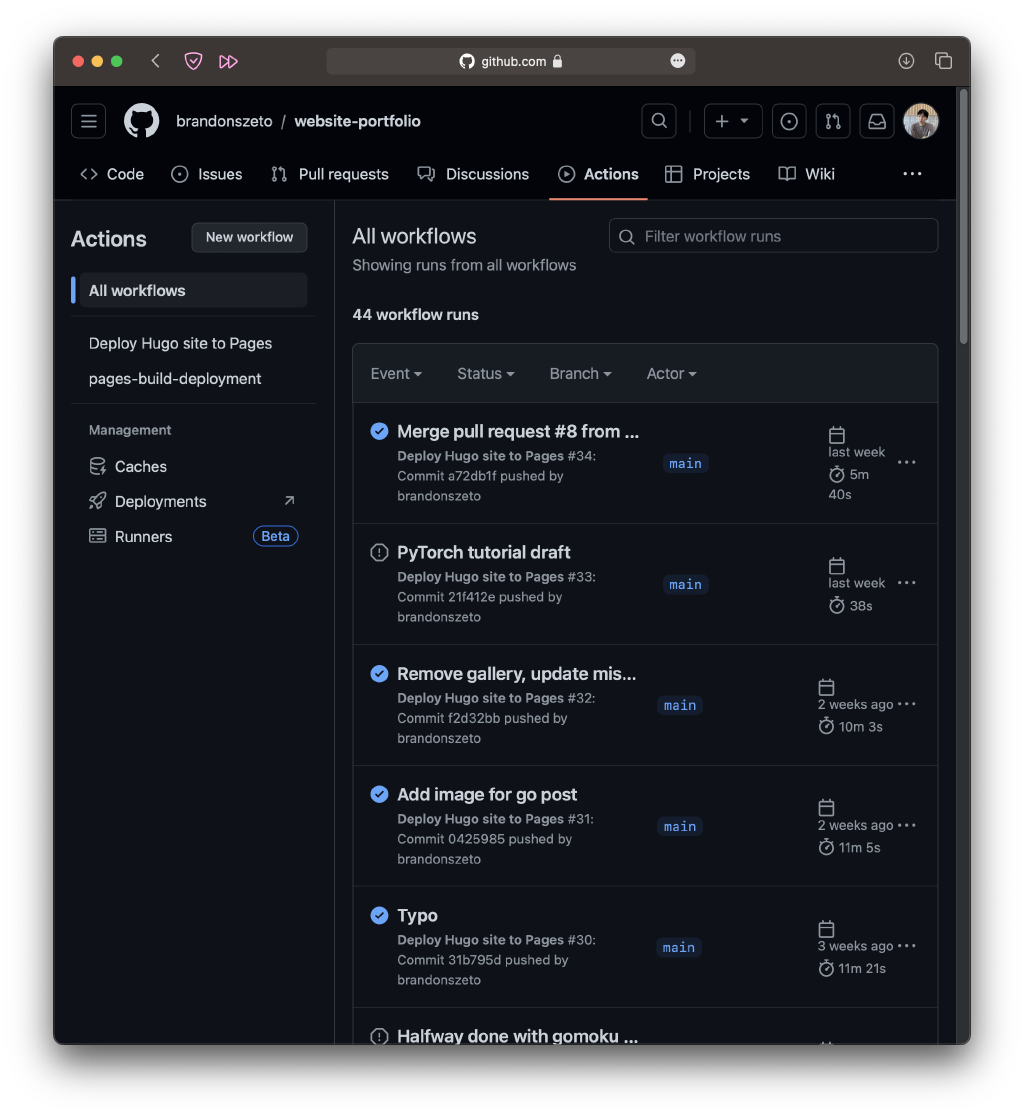 github.com
brandonszeto / website-portfolio
Code Issues Pull requests Discussions Actions Projects Wiki
Actions
New workflow
All workflows
Deploy Hugo site to Pages
pages-build-deployment
Management
Caches
Deployments
Runners Beta
All workflows
Showing runs from all workflows
Filter workflow runs
44 workflow runs
Event Status Branch Actor
Merge pull request #8 from ...
Deploy Hugo site to Pages #34:
Commit a72db1f pushed by
brandonszeto
main
last week
5m
40s
PyTorch tutorial draft
Deploy Hugo site to Pages #33:
Commit 21f412e pushed by
brandonszeto
main
last week
38s
Remove gallery, update mis...
Deploy Hugo site to Pages #32:
Commit f2d32bb pushed by
brandonszeto
main
2 weeks ago
10m 3s
Add image for go post
Deploy Hugo site to Pages #31:
Commit 0425985 pushed by
brandonszeto
main
2 weeks ago
11m 5s
Typo
Deploy Hugo site to Pages #30:
Commit 31b795d pushed by
brandonszeto
main
3 weeks ago
11m 21s
Halfway done with gomoku ...